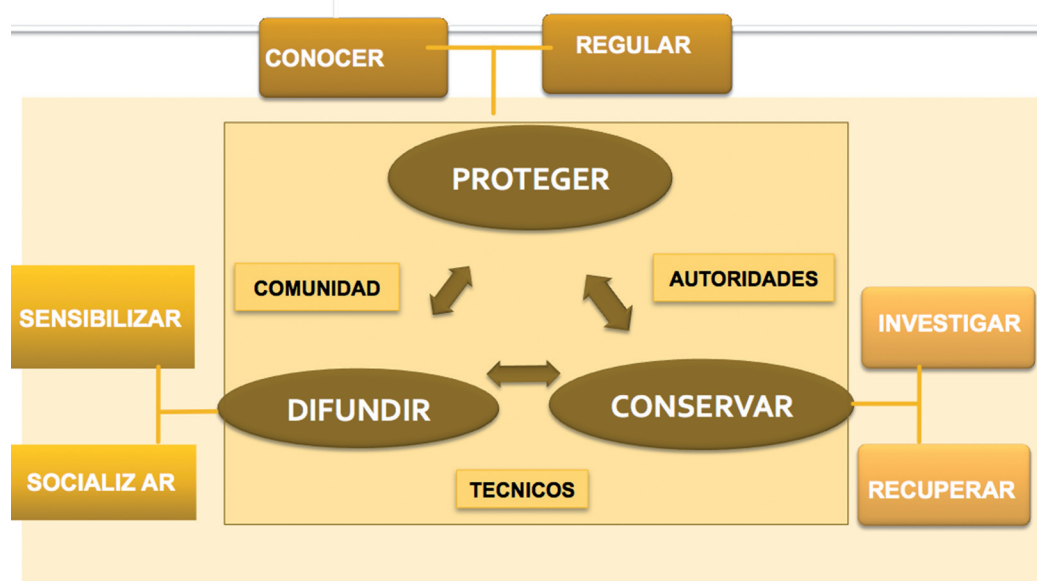 CONOCER
REGULAR
PROTEGER
COMUNIDAD
AUTORIDADES
SENSIBILIZAR
INVESTIGAR
DIFUNDIR
CONSERVAR
SOCIALIZ AR
TECNICOS
RECUPERAR